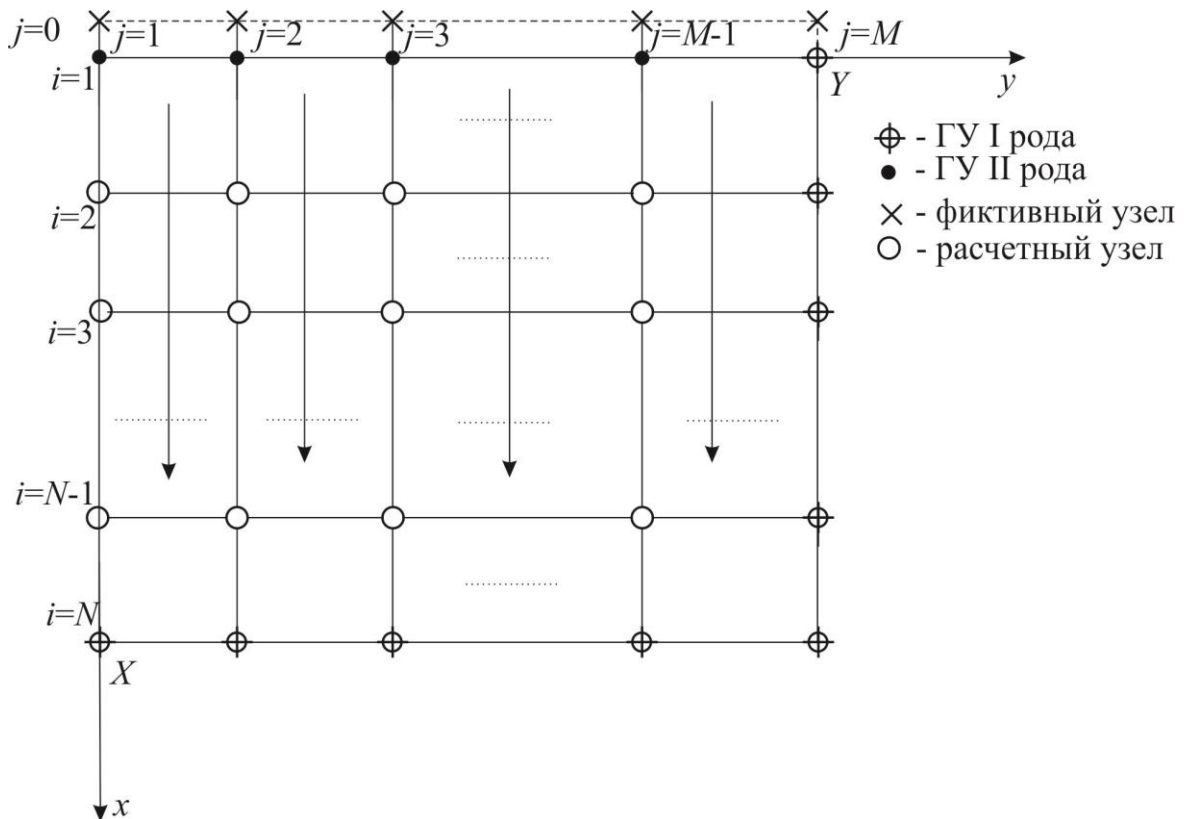 j=0
j=1
j=2
j=3
j=M-1
j=M
i=1
Y
y
- ГУ I рода
- ГУ II рода
- фиктивный узел
- расчетный узел
i=2
i=3
i=N-1
i=N
X
x